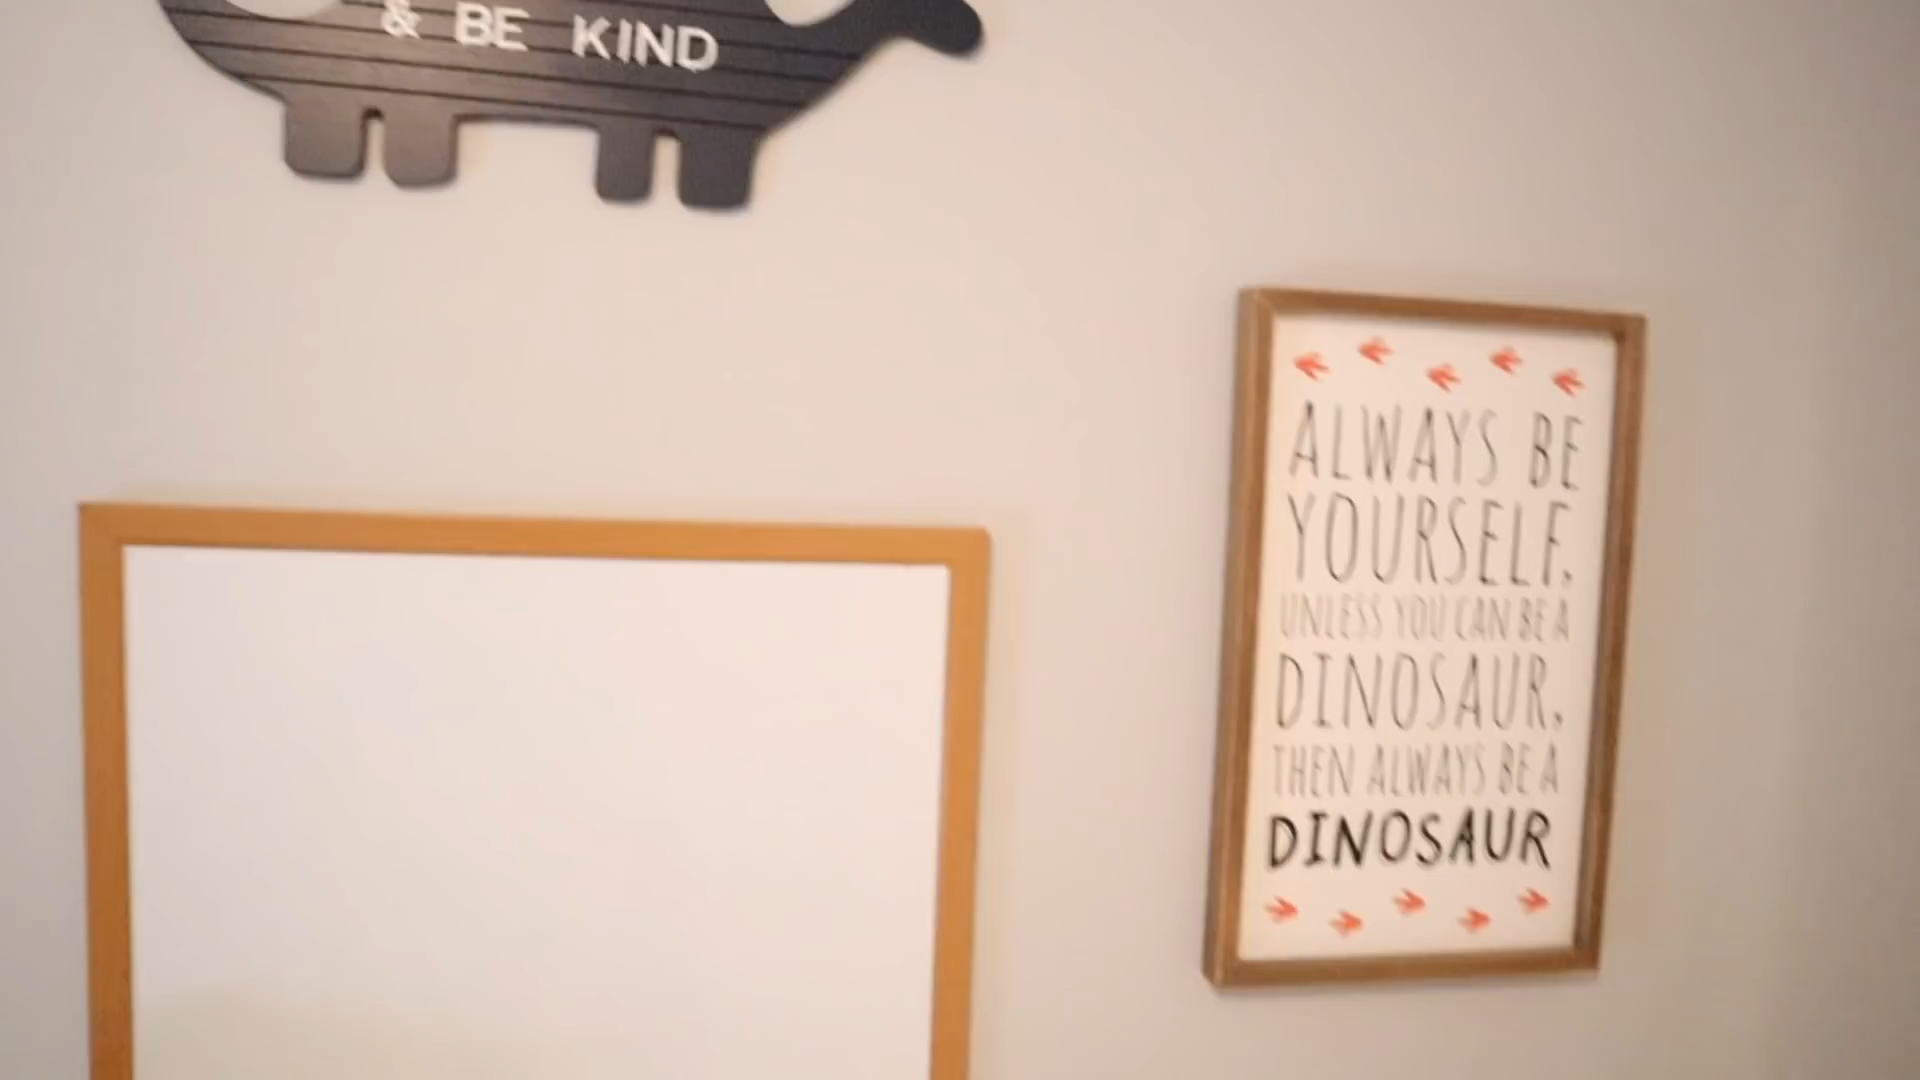 & BE KIND
ALWAYS BE
YOURSELF,
UNLESS YOU CAN BE A
DINOSAUR,
THEN ALWAYS BE A
DINOSAUR